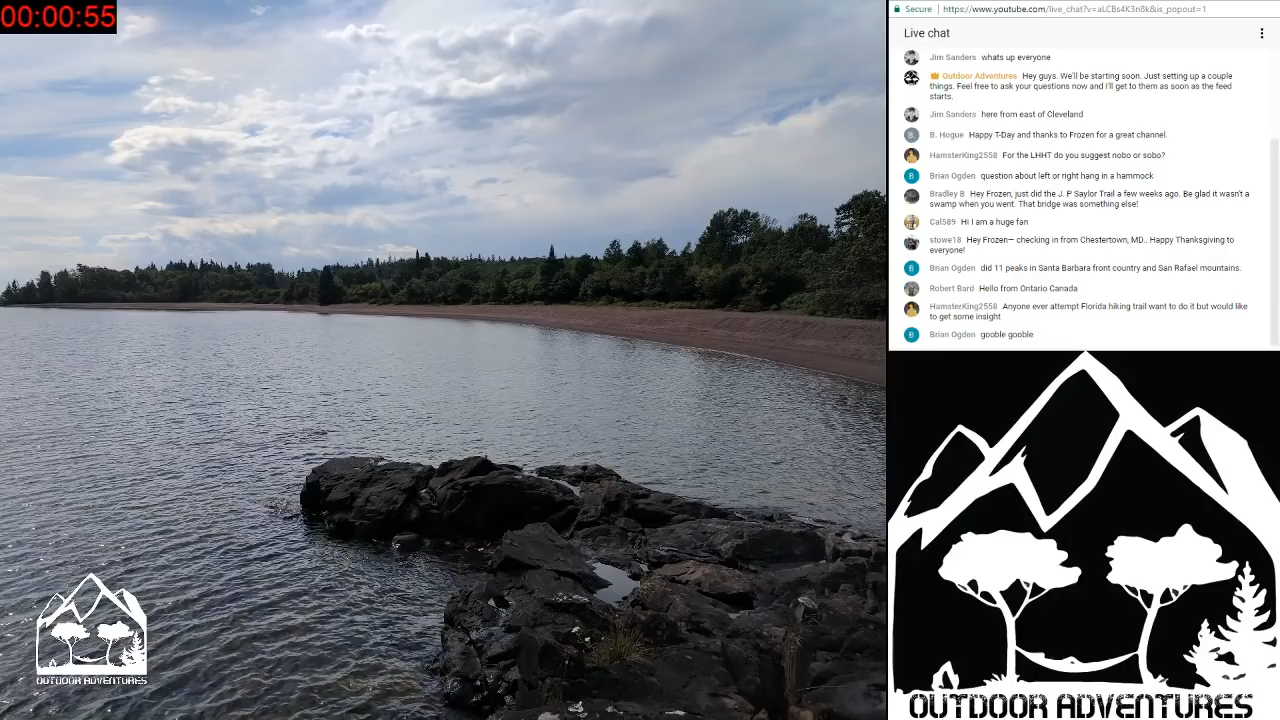 00:00:55
Secure | https://www.youtube.com/live_chat?v=aLCBs4K3n8k&is_popout=1
Live chat
Jim Sanders whats up everyone
Outdoor Adventures Hey guys. We'll be starting soon. Just setting up a couple
things. Feel free to ask your questions now and I'll get to them as soon as the feed
starts.
Jim Sanders here from east of Cleveland
B. Hogue Happy T-Day and thanks to Frozen for a great channel.
HamsterKing2558 For the LHHT do you suggest nobo or sobo?
Brian Ogden question about left or right hang in a hammock
Bradley B Hey Frozen, just did the J. P Saylor Trail a few weeks ago. Be glad it wasn't a
swamp when you went. That bridge was something else!
Cal589 Hi I am a huge fan
stowe18 Hey Frozen— checking in from Chestertown, MD.. Happy Thanksgiving to
everyone!
Brian Ogden did 11 peaks in Santa Barbara front country and San Rafael mountains.
Robert Bard Hello from Ontario Canada
HamsterKing2558 Anyone ever attempt Florida hiking trail want to do it but would like
to get some insight
Brian Ogden gooble gooble
OUTDOOR ADVENTURES
OUTDOOR ADVENTURES